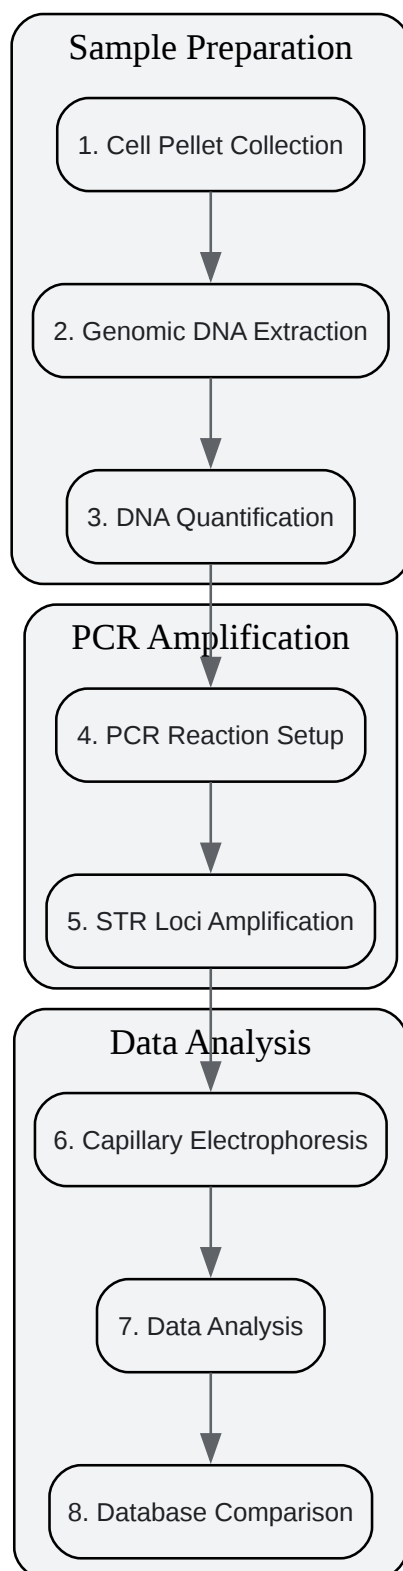 Sample Preparation
1. Cell Pellet Collection
2. Genomic DNA Extraction
3. DNA Quantification
PCR Amplification
4. PCR Reaction Setup
5. STR Loci Amplification
Data Analysis
6. Capillary Electrophoresis
7. Data Analysis
8. Database Comparison